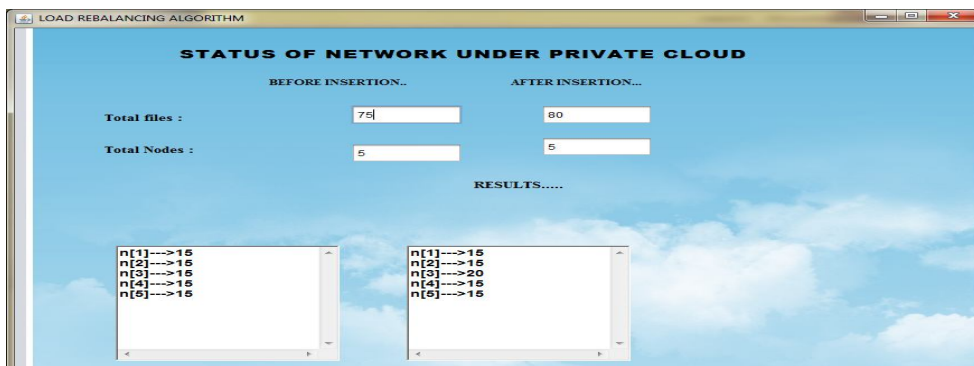 LOAD REBALANCING ALGORITHM
STATUS OF NETWORK UNDER PRIVATE CLOUD
BEFORE INSERTION.. AFTER INSERTION...
Total files : 75 80
Total Nodes : 5 5
RESULTS.....
n[1]--->15
n[2]--->15
n[3]--->15
n[4]--->15
n[5]--->15
n[1]--->15
n[2]--->15
n[3]--->20
n[4]--->15
n[5]--->15